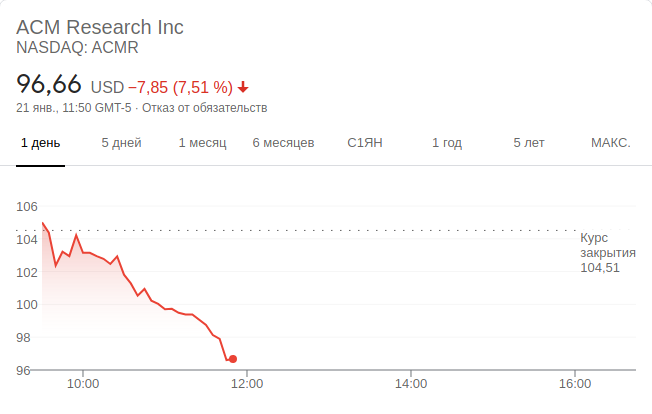 ACM Research Inc
NASDAQ: ACMR
96,66 USD −7,85 (7,51 %)
21 янв., 11:50 GMT-5 · Отказ от обязательств
1 день 5 дней 1 месяц 6 месяцев С1ЯН 1 год 5 лет МАКС.
106
104
102
100
98
96
Курс
закрытия
104,51
10:00 12:00 14:00 16:00